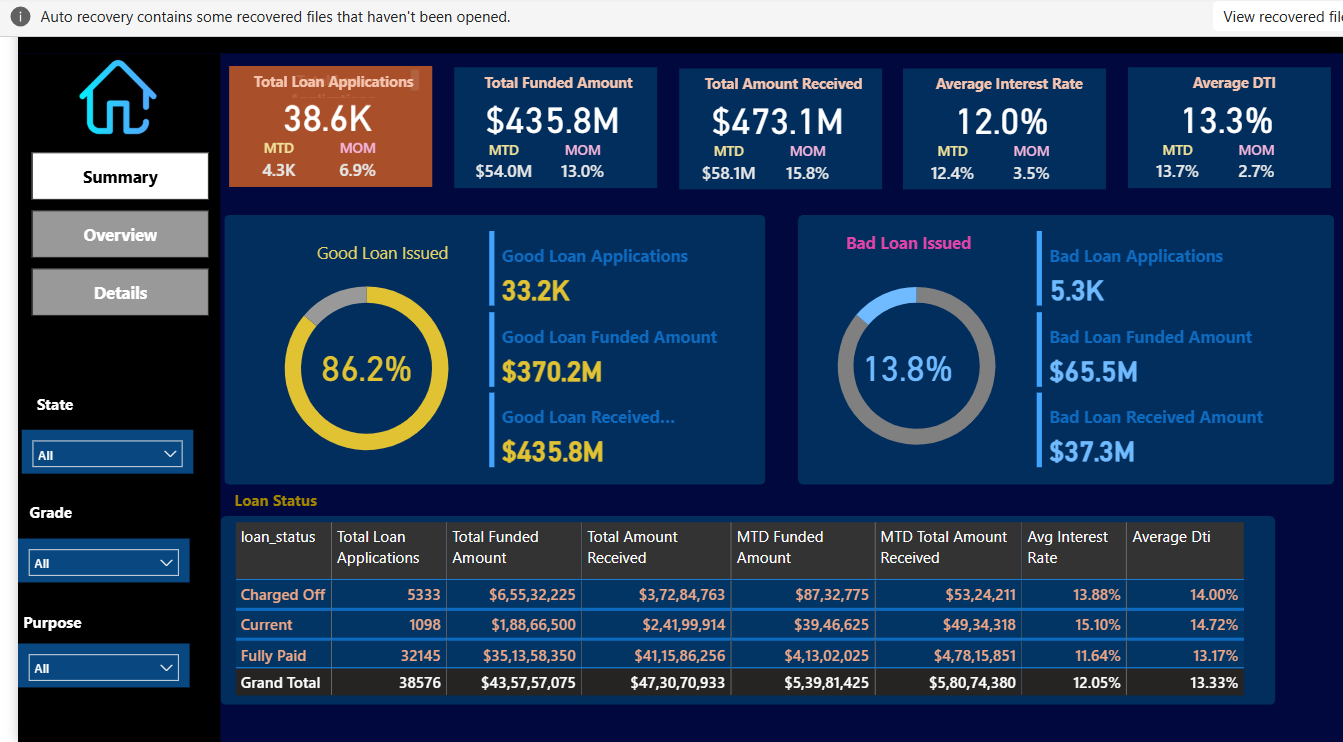 Auto recovery contains some recovered files that haven't been opened.
View recovered
Summary
Overview
Details
State
All
Grade
All
Purpose
All
Total Loan Applications
38.6K
MTD MOM
4.3K 6.9%
Total Funded Amount
$435.8M
MTD MOM
$54.0M 13.0%
Total Amount Received
$473.1M
MTD MOM
$58.1M 15.8%
Average Interest Rate
12.0%
MTD MOM
12.4% 3.5%
Average DTI
13.3%
MTD MOM
13.7% 2.7%
Good Loan Issued
86.2%
Good Loan Applications
33.2K
Good Loan Funded Amount
$370.2M
Good Loan Received...
$435.8M
Bad Loan Issued
13.8%
Bad Loan Applications
5.3K
Bad Loan Funded Amount
$65.5M
Bad Loan Received Amount
$37.3M
Loan Status
loan_status Total Loan Applications Total Funded Amount Total Amount Received MTD Funded Amount MTD Total Amount Received Avg Interest Rate Average Dti
Charged Off 5333 $6,55,32,225 $3,72,84,763 $87,32,775 $53,24,211 13.88% 14.00%
Current 1098 $1,88,66,500 $2,41,99,914 $39,46,625 $49,34,318 15.10% 14.72%
Fully Paid 32145 $35,13,58,350 $41,15,86,256 $4,13,02,025 $4,78,15,851 11.64% 13.17%
Grand Total 38576 $43,57,57,075 $47,30,70,933 $5,39,81,425 $5,80,74,380 12.05% 13.33%